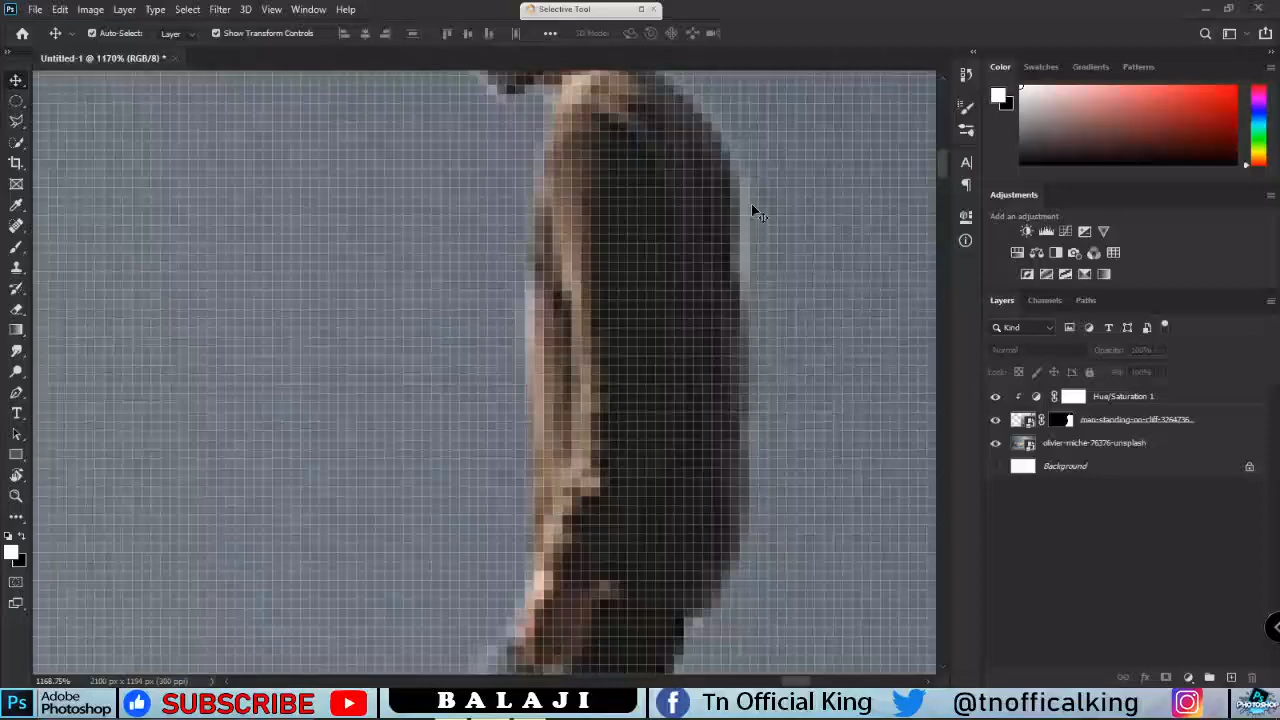 File Edit Image Layer Type Select Filter 3D View Window Help
Selective Tool
Auto-Select: Layer Show Transform Controls 3D Mode:
Untitled-1 @ 1170% (RGB/8) *
Color Swatches Gradients Patterns
Adjustments
Add an adjustment
Layers Channels Paths
Kind
Normal Opacity: 100%
Lock: 100%
Hue/Saturation 1
man-standing-on-cliff-3264736...
olivier-miche-76376-unsplash
Background
1168.75% 2100 px x 1194 px (300 ppi)
Ps Adobe Photoshop SUBSCRIBE BALAJI Tn Official King @tnofficalking